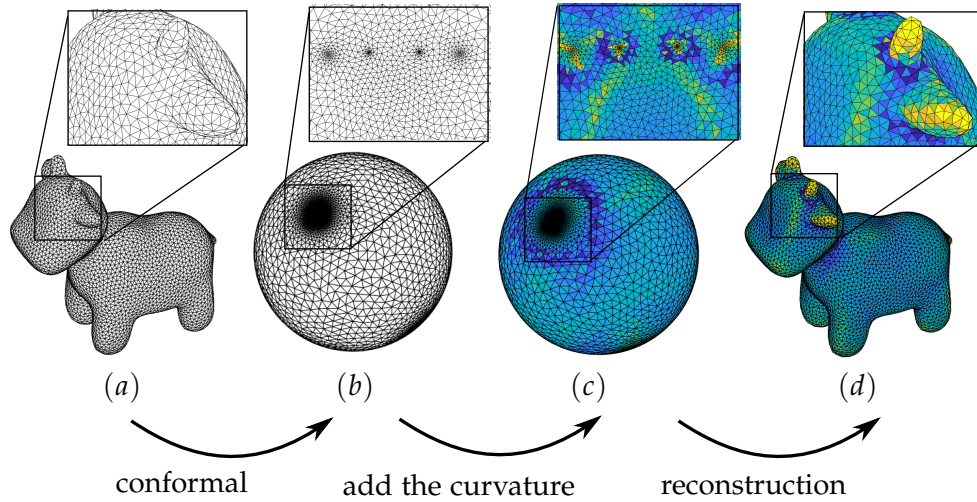 (a) (b) (c) (d)
conformal add the curvature reconstruction